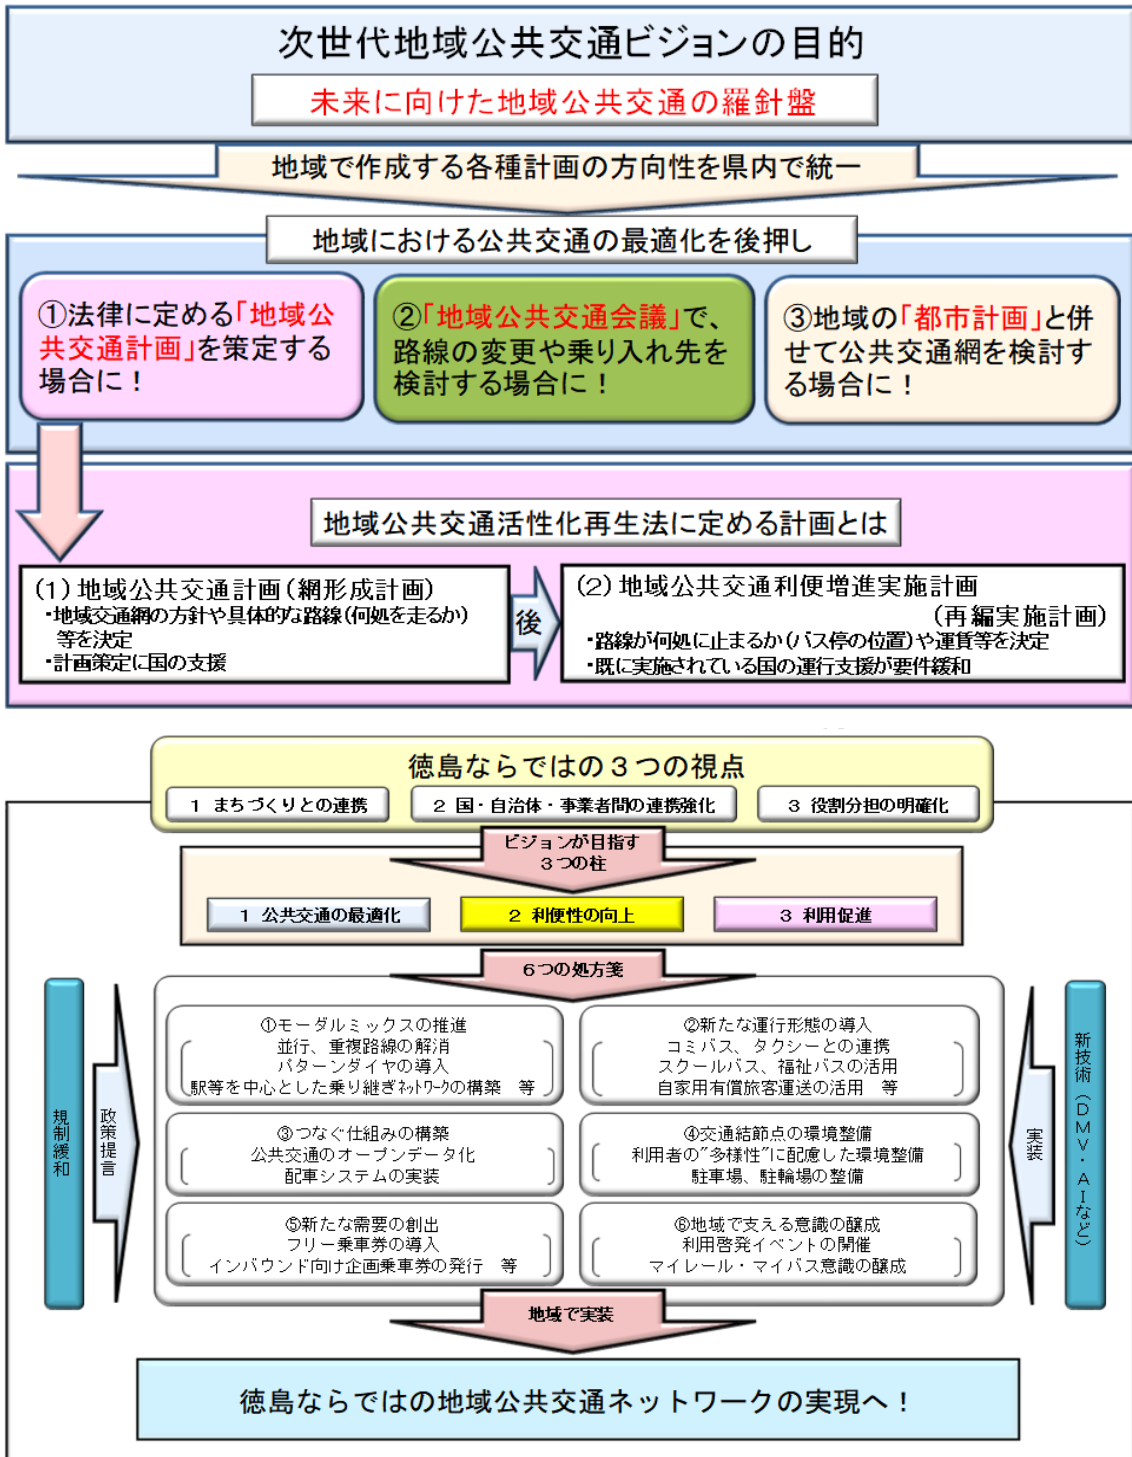 次世代地域公共交通ビジョンの目的
未来に向けた地域公共交通の羅針盤
地域で作成する各種計画の方向性を県内で統一
地域における公共交通の最適化を後押し
①法律に定める「地域公
共交通計画」を策定する
場合に！
②「地域公共交通会議」で、
路線の変更や乗り入れ先を
検討する場合に！
③地域の「都市計画」と併
せて公共交通網を検討す
る場合に！
地域公共交通活性化再生法に定める計画とは
(1)地域公共交通計画(網形成計画)
・地域交通網の方針や具体的な路線(何処を走るか)
等を決定
・計画策定に国の支援
後
(2)地域公共交通利便増進実施計画
(再編実施計画)
・路線が何処に止まるか(バス停の位置)や運賃等を決定
・既に実施されている国の運行支援が要件緩和
徳島ならではの３つの視点
1 まちづくりとの連携
2 国・自治体・事業者間の連携強化
3 役割分担の明確化
ビジョンが目指す
３つの柱
1 公共交通の最適化
2 利便性の向上
3 利用促進
6つの処方箋
①モーダルミックスの推進
並行、重複路線の解消
パターンダイヤの導入
駅等を中心とした乗り継ぎﾈｯﾄﾜｰｸの構築 等
②新たな運行形態の導入
コミバス、タクシーとの連携
スクールバス、福祉バスの活用
自家用有償旅客運送の活用 等
③つなぐ仕組みの構築
公共交通のオープンデータ化
配車システムの実装
④交通結節点の環境整備
利用者の”多様性”に配慮した環境整備
駐車場、駐輪場の整備
⑤新たな需要の創出
フリー乗車券の導入
インバウンド向け企画乗車券の発行 等
⑥地域で支える意識の醸成
利用啓発イベントの開催
マイレール・マイバス意識の醸成
規制緩和
政策提言
実装
新技術（DMV・AIなど）
地域で実装
徳島ならではの地域公共交通ネットワークの実現へ！